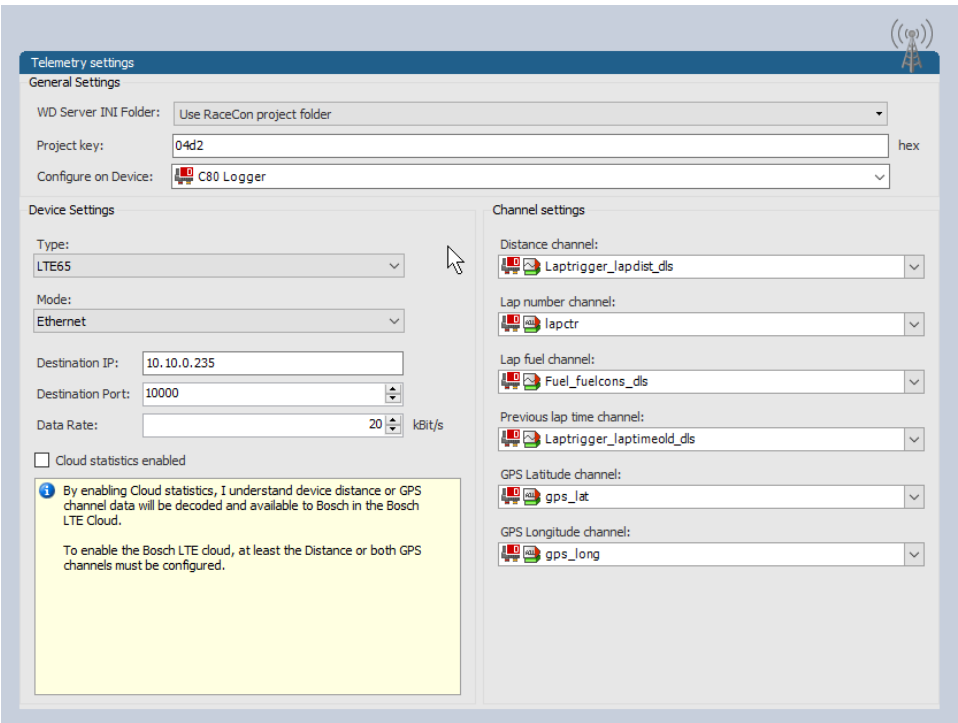 Telemetry settings
General Settings
WD Server INI Folder: Use RaceCon project folder
Project key: 04d2 hex
Configure on Device: C80 Logger
Device Settings
Type:
LTE65
Mode:
Ethernet
Destination IP: 10.10.0.235
Destination Port: 10000
Data Rate: 20 kBit/s
Cloud statistics enabled
By enabling Cloud statistics, I understand device distance or GPS
channel data will be decoded and available to Bosch in the Bosch
LTE Cloud.
To enable the Bosch LTE cloud, at least the Distance or both GPS
channels must be configured.
Channel settings
Distance channel:
Laptrigger_lapdist_dls
Lap number channel:
lapctr
Lap fuel channel:
Fuel_fuelcons_dls
Previous lap time channel:
Laptrigger_laptimeold_dls
GPS Latitude channel:
gps_lat
GPS Longitude channel:
gps_long